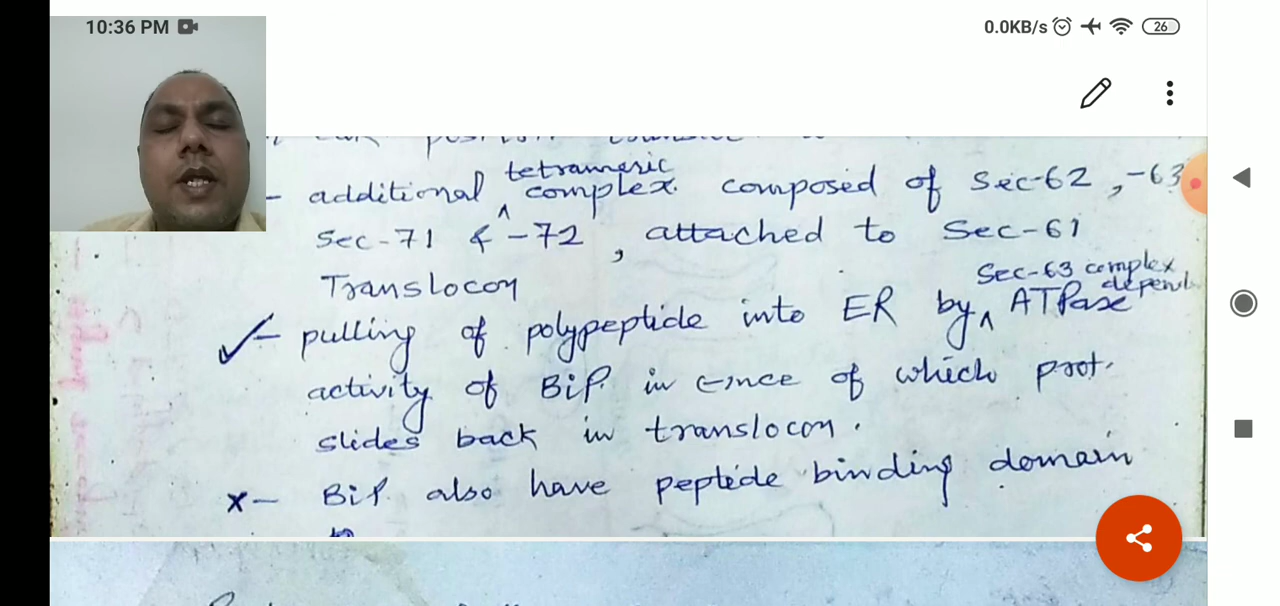 10:36 PM
0.0KB/s
26
tetrameric
- additional ^ complex. composed of Sec-62, -63
Sec-71 & -72, attached to Sec-61
Translocon
Sec-63 complex
- pulling of polypeptide into ER by ^ ATPase
activity of BiP. in of which prot.
slides back in translocon.
x- BiP. also have peptide binding domain
to